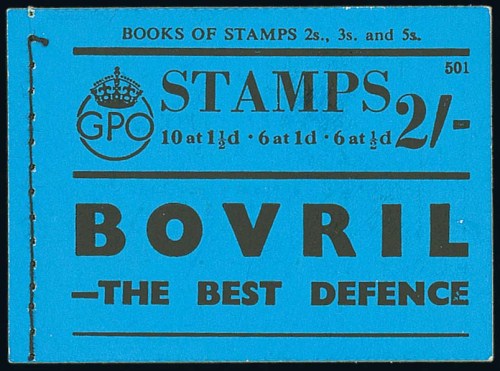 BOOKS OF STAMPS 2s., 3s. and 5s.
501
GPO
STAMPS 2/-
10 at 1½d · 6 at 1d · 6 at ½d
BOVRIL
—THE BEST DEFENCE